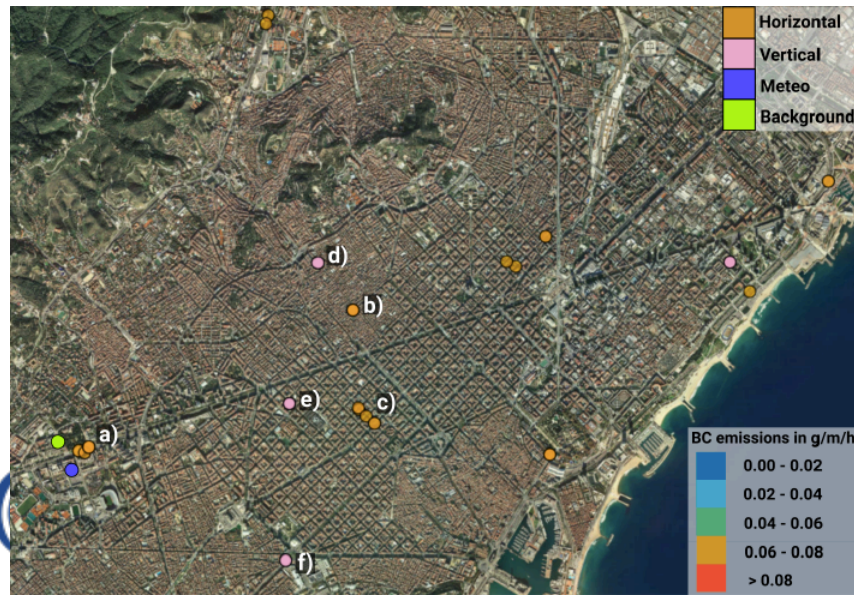 Horizontal
Vertical
Meteo
Background
d)
b)
e)
c)
a)
f)
BC emissions in g/m/h
0.00 - 0.02
0.02 - 0.04
0.04 - 0.06
0.06 - 0.08
> 0.08